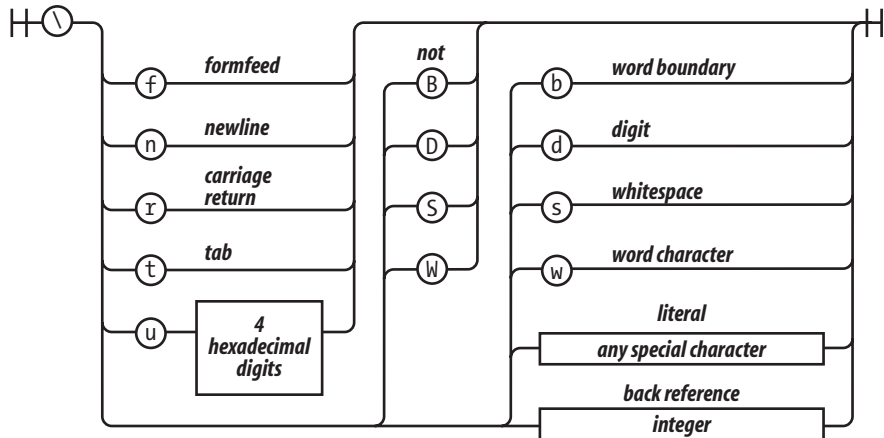 \
f formfeed
n newline
r carriage
return
t tab
u 4
hexadecimal
digits
not
B
D
S
W
b word boundary
d digit
s whitespace
w word character
literal
any special character
back reference
integer